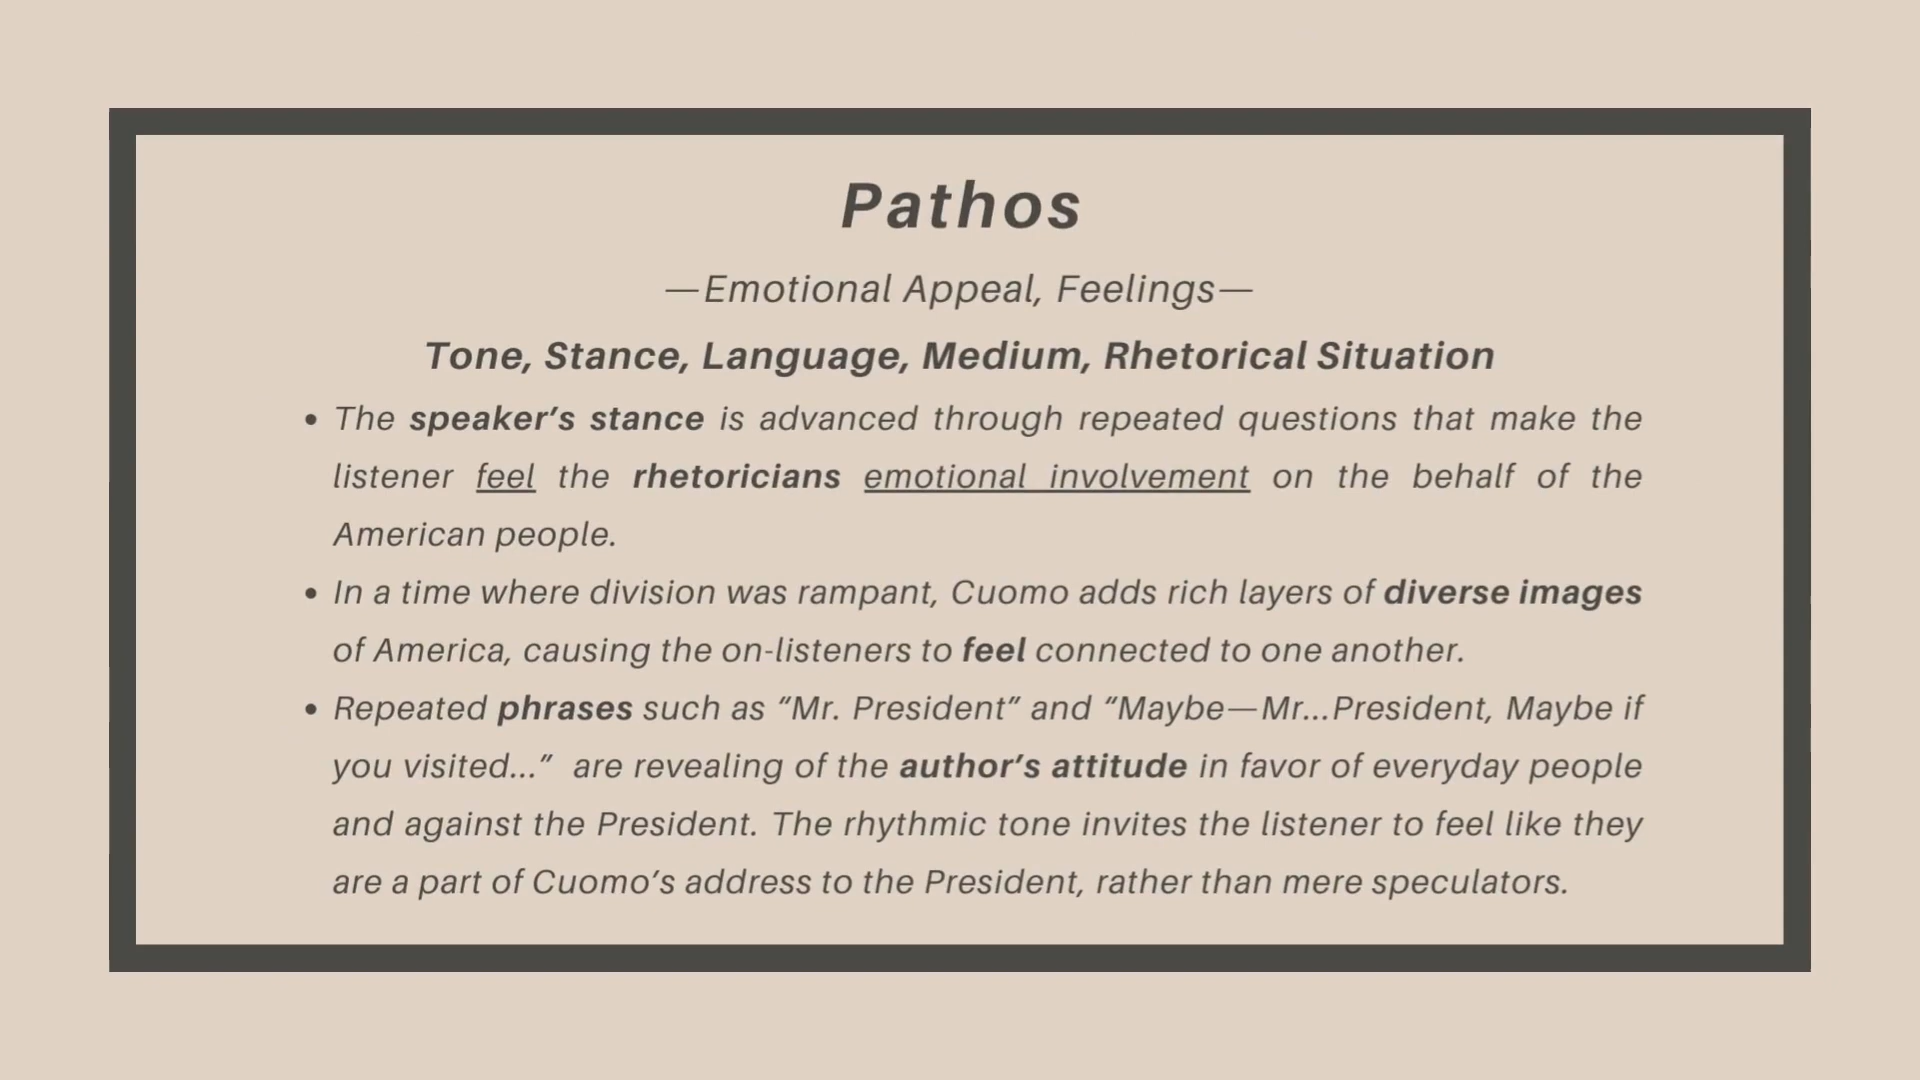 Pathos
—Emotional Appeal, Feelings—
Tone, Stance, Language, Medium, Rhetorical Situation
• The speaker’s stance is advanced through repeated questions that make the
listener feel the rhetoricians emotional involvement on the behalf of the
American people.
• In a time where division was rampant, Cuomo adds rich layers of diverse images
of America, causing the on-listeners to feel connected to one another.
• Repeated phrases such as “Mr. President” and “Maybe—Mr...President, Maybe if
you visited...” are revealing of the author’s attitude in favor of everyday people
and against the President. The rhythmic tone invites the listener to feel like they
are a part of Cuomo’s address to the President, rather than mere speculators.